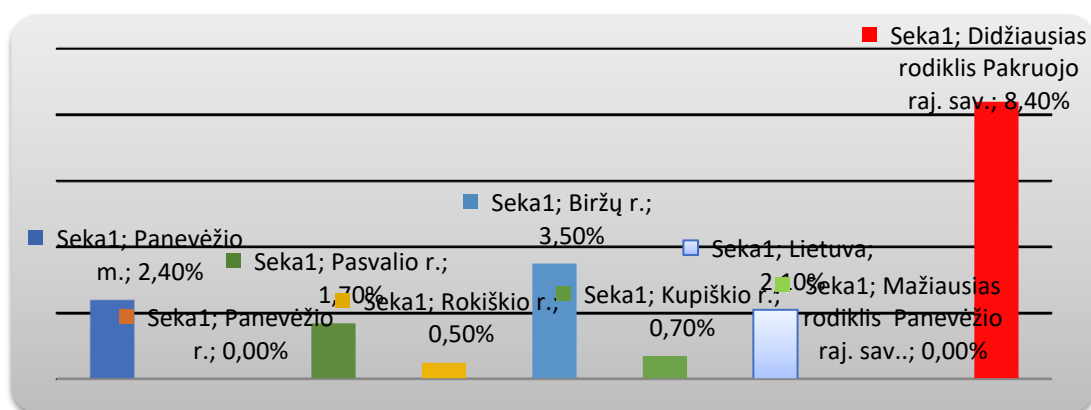 Seka1; Didžiausias
rodiklis Pakruojo
raj. sav.; 8,40%
Seka1; Biržų r.;
3,50%
Seka1; Panevėžio
m.; 2,40%
Seka1; Pasvalio r.;
1,70%
Seka1; Lietuva;
2,10%
Seka1; Rokiškio r.;
0,50%
Seka1; Kupiškio r.;
0,70%
Seka1; Mažiausias
rodiklis Panevėžio
raj. sav..; 0,00%
Seka1; Panevėžio
r.; 0,00%